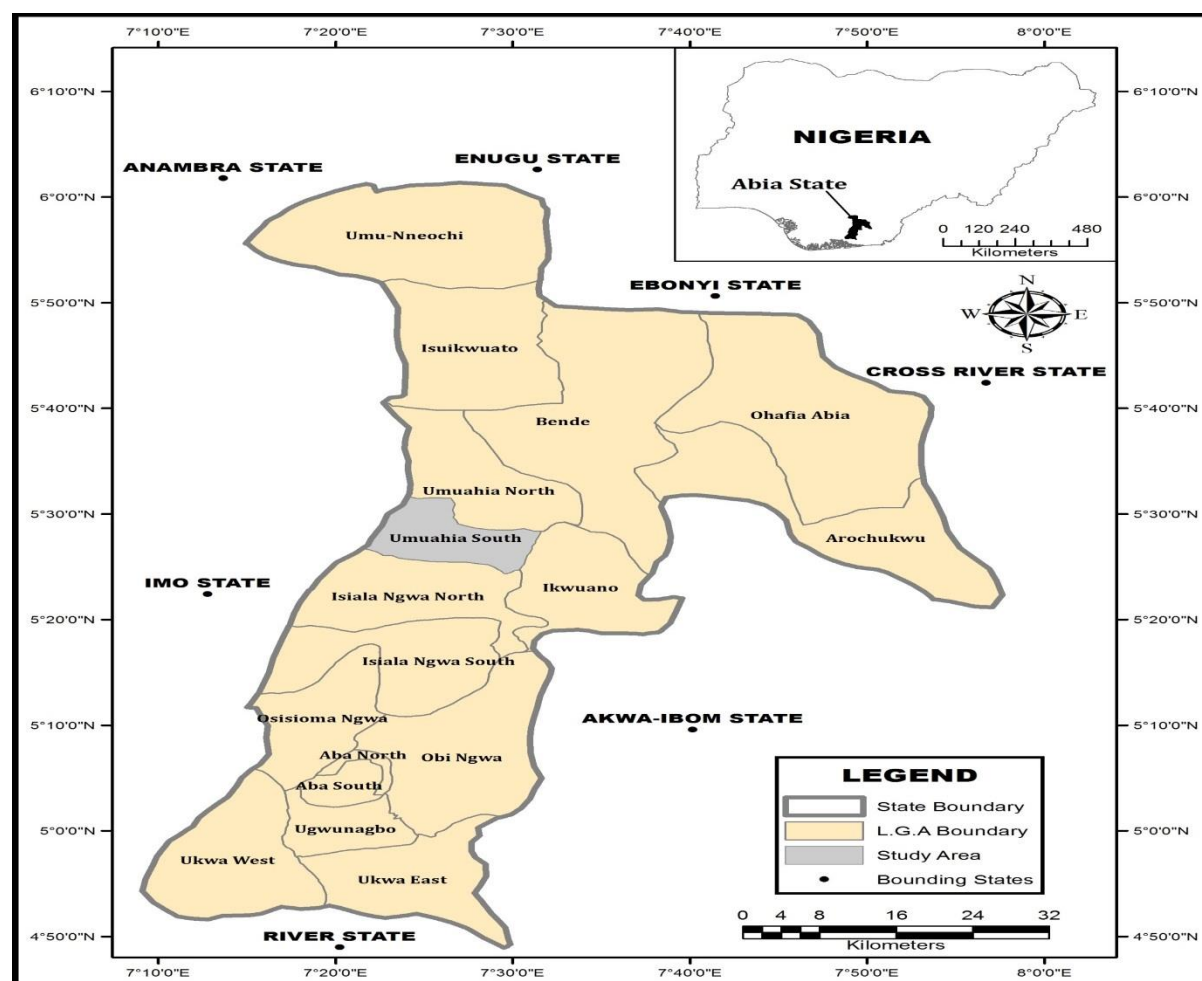 7°10'0"E 7°20'0"E 7°30'0"E 7°40'0"E 7°50'0"E 8°0'0"E
6°10'0"N 6°10'0"N
NIGERIA
ENUGU STATE
ANAMBRA STATE
Abia State
6°0'0"N 6°0'0"N
0 120 240 480
Kilometers
Umu-Nneochi
EBONYI STATE
N
5°50'0"N 5°50'0"N
W E
S
Isuikwuato
CROSS RIVER STATE
5°40'0"N 5°40'0"N
Bende
Ohafia Abia
Umuahia North
5°30'0"N 5°30'0"N
Umuahia South
Arochukwu
IMO STATE
Ikwuano
Isiala Ngwa North
5°20'0"N 5°20'0"N
Isiala Ngwa South
Osisioma Ngwa
AKWA-IBOM STATE
5°10'0"N 5°10'0"N
Aba North
Obi Ngwa
Aba South
LEGEND
State Boundary
L.G.A Boundary
Study Area
Bounding States
5°0'0"N 5°0'0"N
Ugwunagbo
Ukwa West
Ukwa East
0 4 8 16 24 32
Kilometers
RIVER STATE
4°50'0"N 4°50'0"N
7°10'0"E 7°20'0"E 7°30'0"E 7°40'0"E 7°50'0"E 8°0'0"E